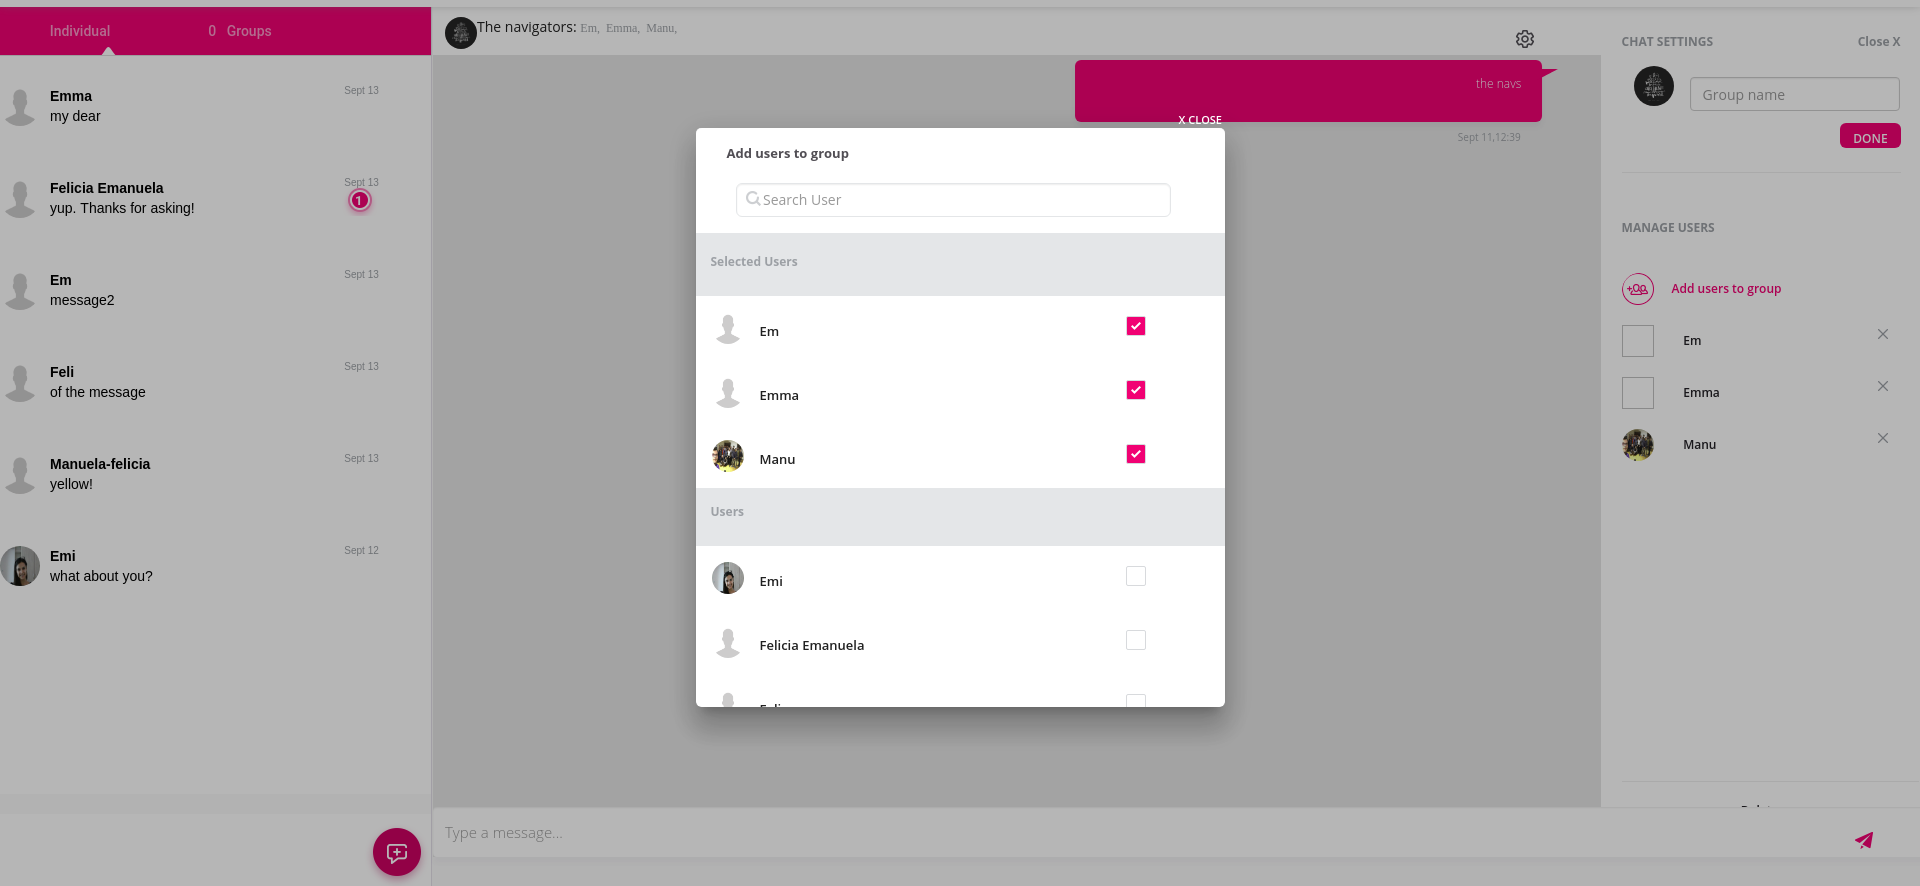 Individual
0 Groups
Emma
Sept 13
my dear
Felicia Emanuela
Sept 13
yup. Thanks for asking!
1
Em
Sept 13
message2
Feli
Sept 13
of the message
Manuela-felicia
Sept 13
yellow!
Emi
Sept 12
what about you?
The navigators: Em, Emma, Manu,
the navs
Sept 11,12:39
X CLOSE
Add users to group
Search User
Selected Users
Em
Emma
Manu
Users
Emi
Felicia Emanuela
Type a message...
CHAT SETTINGS
Close X
Group name
DONE
MANAGE USERS
Add users to group
Em
Emma
Manu